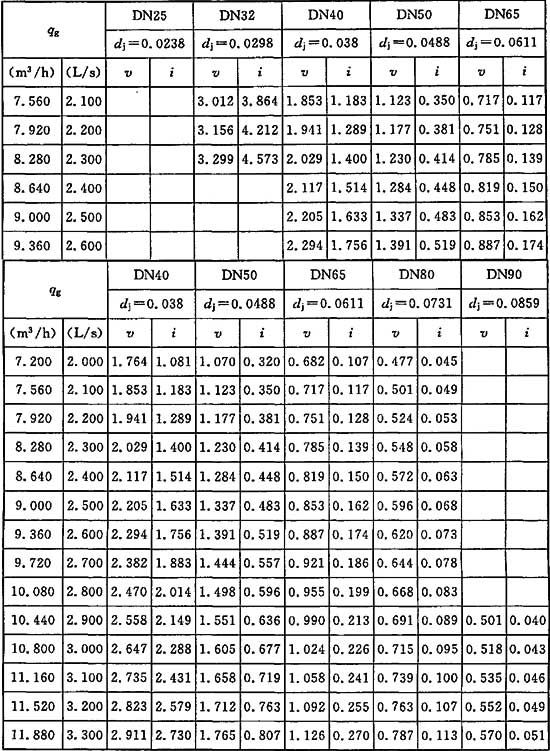 qg DN25 DN32 DN40 DN50 DN65
dj=0.0238 dj=0.0298 dj=0.038 dj=0.0488 dj=0.0611
(m³/h) (L/s) v i v i v i v i v i
7.560 2.100 3.012 3.864 1.853 1.183 1.123 0.350 0.717 0.117
7.920 2.200 3.156 4.212 1.941 1.289 1.177 0.381 0.751 0.128
8.280 2.300 3.299 4.573 2.029 1.400 1.230 0.414 0.785 0.139
8.640 2.400 2.117 1.514 1.284 0.448 0.819 0.150
9.000 2.500 2.205 1.633 1.337 0.483 0.853 0.162
9.360 2.600 2.294 1.756 1.391 0.519 0.887 0.174
qg DN40 DN50 DN65 DN80 DN90
dj=0.038 dj=0.0488 dj=0.0611 dj=0.0731 dj=0.0859
(m³/h) (L/s) v i v i v i v i v i
7.200 2.000 1.764 1.081 1.070 0.320 0.682 0.107 0.477 0.045
7.560 2.100 1.853 1.183 1.123 0.350 0.717 0.117 0.501 0.049
7.920 2.200 1.941 1.289 1.177 0.381 0.751 0.128 0.524 0.053
8.280 2.300 2.029 1.400 1.230 0.414 0.785 0.139 0.548 0.058
8.640 2.400 2.117 1.514 1.284 0.448 0.819 0.150 0.572 0.063
9.000 2.500 2.205 1.633 1.337 0.483 0.853 0.162 0.596 0.068
9.360 2.600 2.294 1.756 1.391 0.519 0.887 0.174 0.620 0.073
9.720 2.700 2.382 1.883 1.444 0.557 0.921 0.186 0.644 0.078
10.080 2.800 2.470 2.014 1.498 0.596 0.955 0.199 0.668 0.083
10.440 2.900 2.558 2.149 1.551 0.636 0.990 0.213 0.691 0.089 0.501 0.040
10.800 3.000 2.647 2.288 1.605 0.677 1.024 0.226 0.715 0.095 0.518 0.043
11.160 3.100 2.735 2.431 1.658 0.719 1.058 0.241 0.739 0.100 0.535 0.046
11.520 3.200 2.823 2.579 1.712 0.763 1.092 0.255 0.763 0.107 0.552 0.049
11.880 3.300 2.911 2.730 1.765 0.807 1.126 0.270 0.787 0.113 0.570 0.051